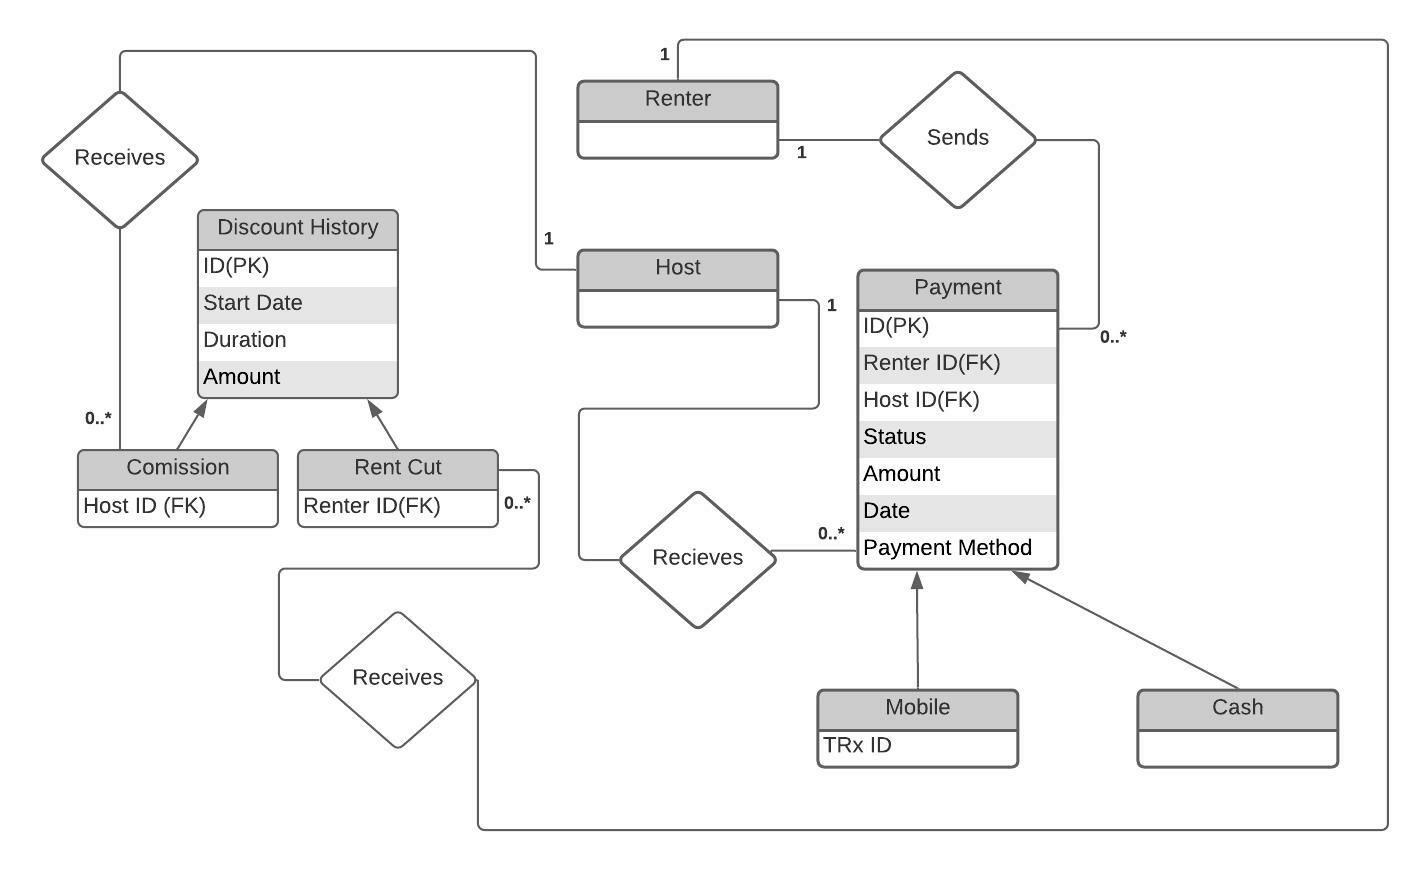 1
Renter
Sends
1
Receives
Discount History
ID(PK)
Start Date
Duration
Amount
1
Host
1
Payment
ID(PK)
Renter ID(FK)
Host ID(FK)
Status
Amount
Date
Payment Method
0..*
0..*
Comission
Host ID (FK)
Rent Cut
Renter ID(FK)
0..*
0..*
Recieves
Receives
Mobile
TRx ID
Cash